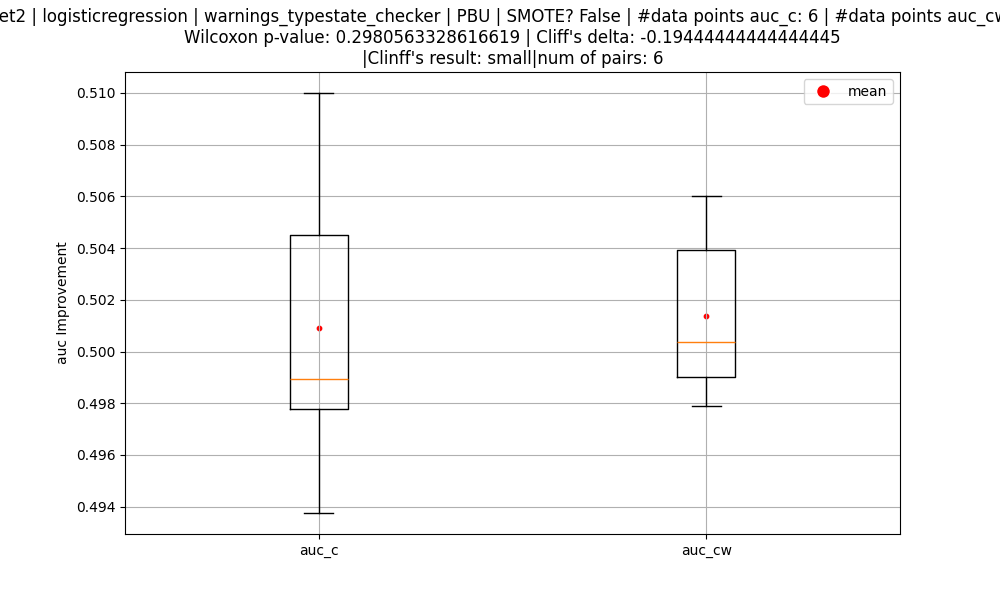 et2 | logisticregression | warnings_typestate_checker | PBU | SMOTE? False | #data points auc_c: 6 | #data points auc_cw
Wilcoxon p-value: 0.2980563328616619 | Cliff's delta: -0.19444444444444445
|Clinff's result: small|num of pairs: 6
mean
0.510
0.508
0.506
0.504
0.502
0.500
0.498
0.496
0.494
auc Improvement
auc_c
auc_cw